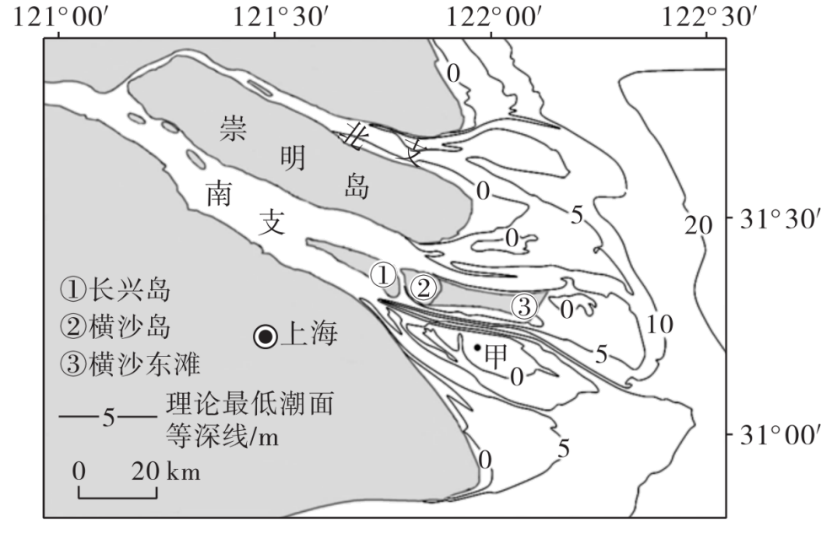 121°00′ 121°30′ 122°00′ 122°30′
0
崇明岛
北支
南支
0
5
20
31°30′
0
①
②
③
0
①长兴岛
②横沙岛
③横沙东滩
上海
10
甲
5
0
5 理论最低潮面
等深线/m
31°00′
0
5
0 20 km